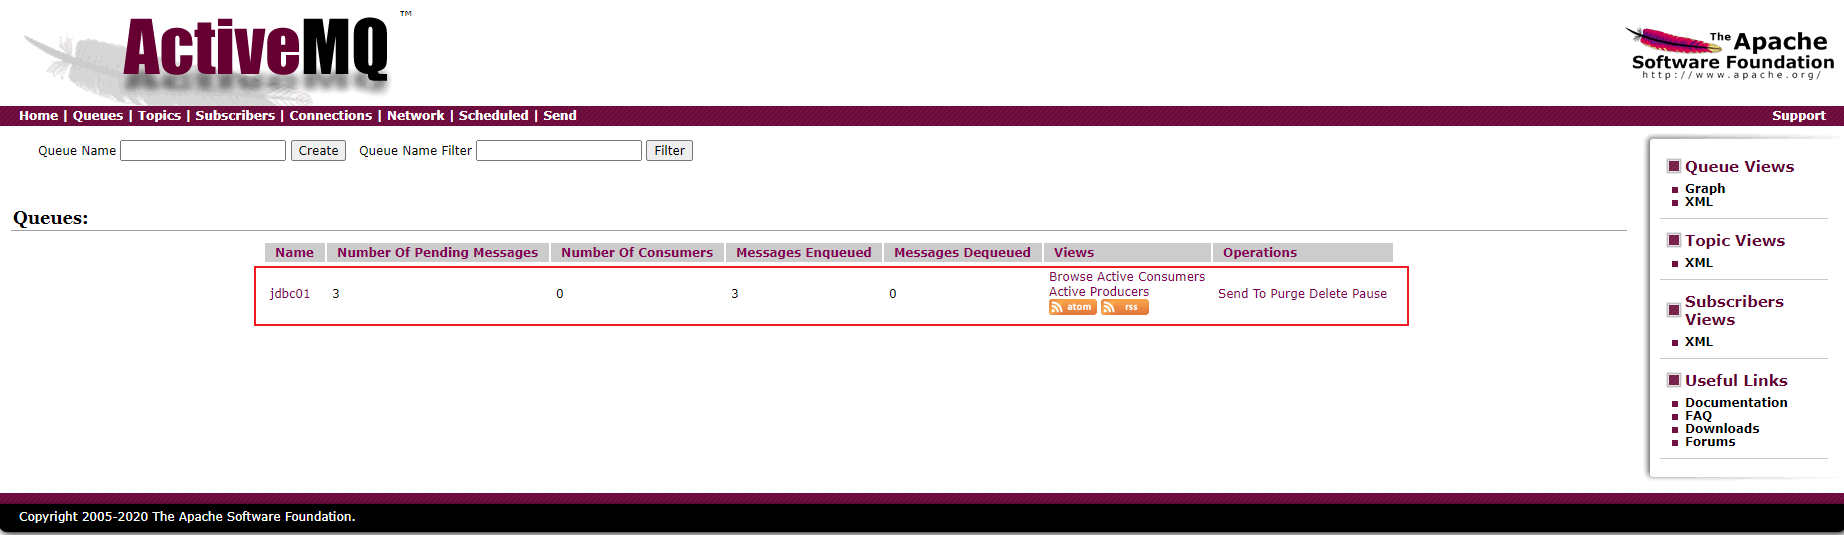 ActiveMQ™
The Apache
Software Foundation
http://www.apache.org/
Home | Queues | Topics | Subscribers | Connections | Network | Scheduled | Send
Support
Queue Name Create Queue Name Filter Filter
Queues:
Name Number Of Pending Messages Number Of Consumers Messages Enqueued Messages Dequeued Views Operations
jdbc01 3 0 3 0
Browse Active Consumers
Active Producers
atom rss
Send To Purge Delete Pause
Queue Views
Graph
XML
Topic Views
XML
Subscribers
Views
XML
Useful Links
Documentation
FAQ
Downloads
Forums
Copyright 2005-2020 The Apache Software Foundation.